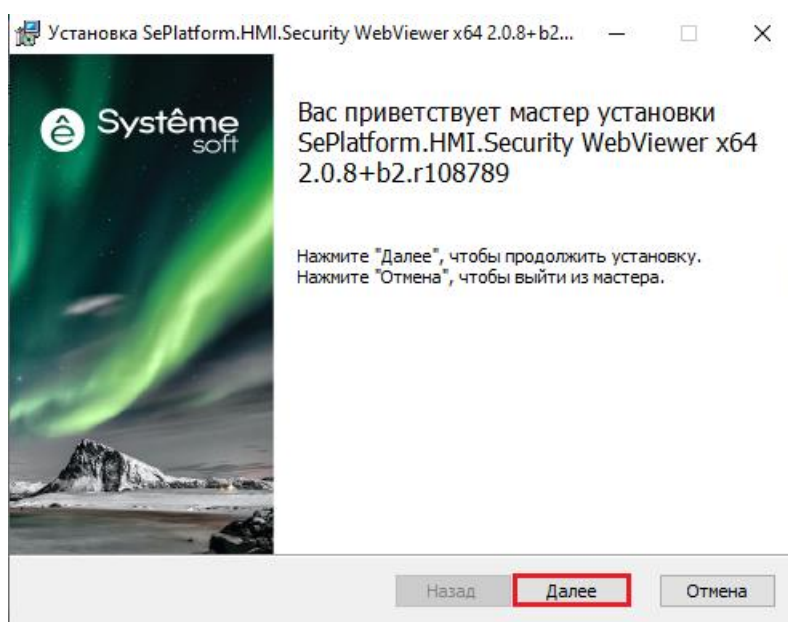 Установка SePlatform.HMI.Security WebViewer x64 2.0.8+b2...
ê Systême
soft
Вас приветствует мастер установки
SePlatform.HMI.Security WebViewer x64
2.0.8+b2.r108789
Нажмите "Далее", чтобы продолжить установку.
Нажмите "Отмена", чтобы выйти из мастера.
Назад
Далее
Отмена